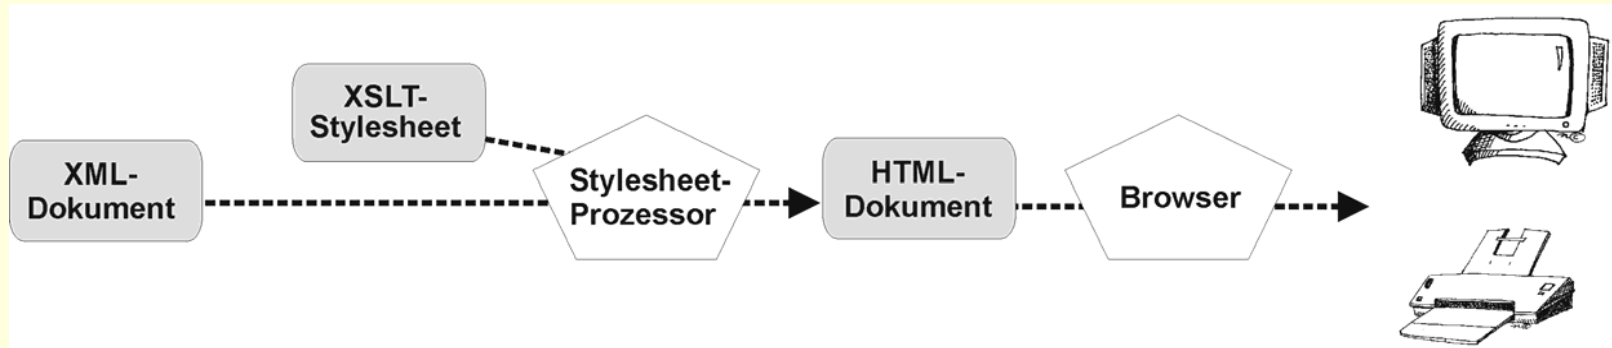 XML-
Dokument
XSLT-
Stylesheet
Stylesheet-
Prozessor
HTML-
Dokument
Browser